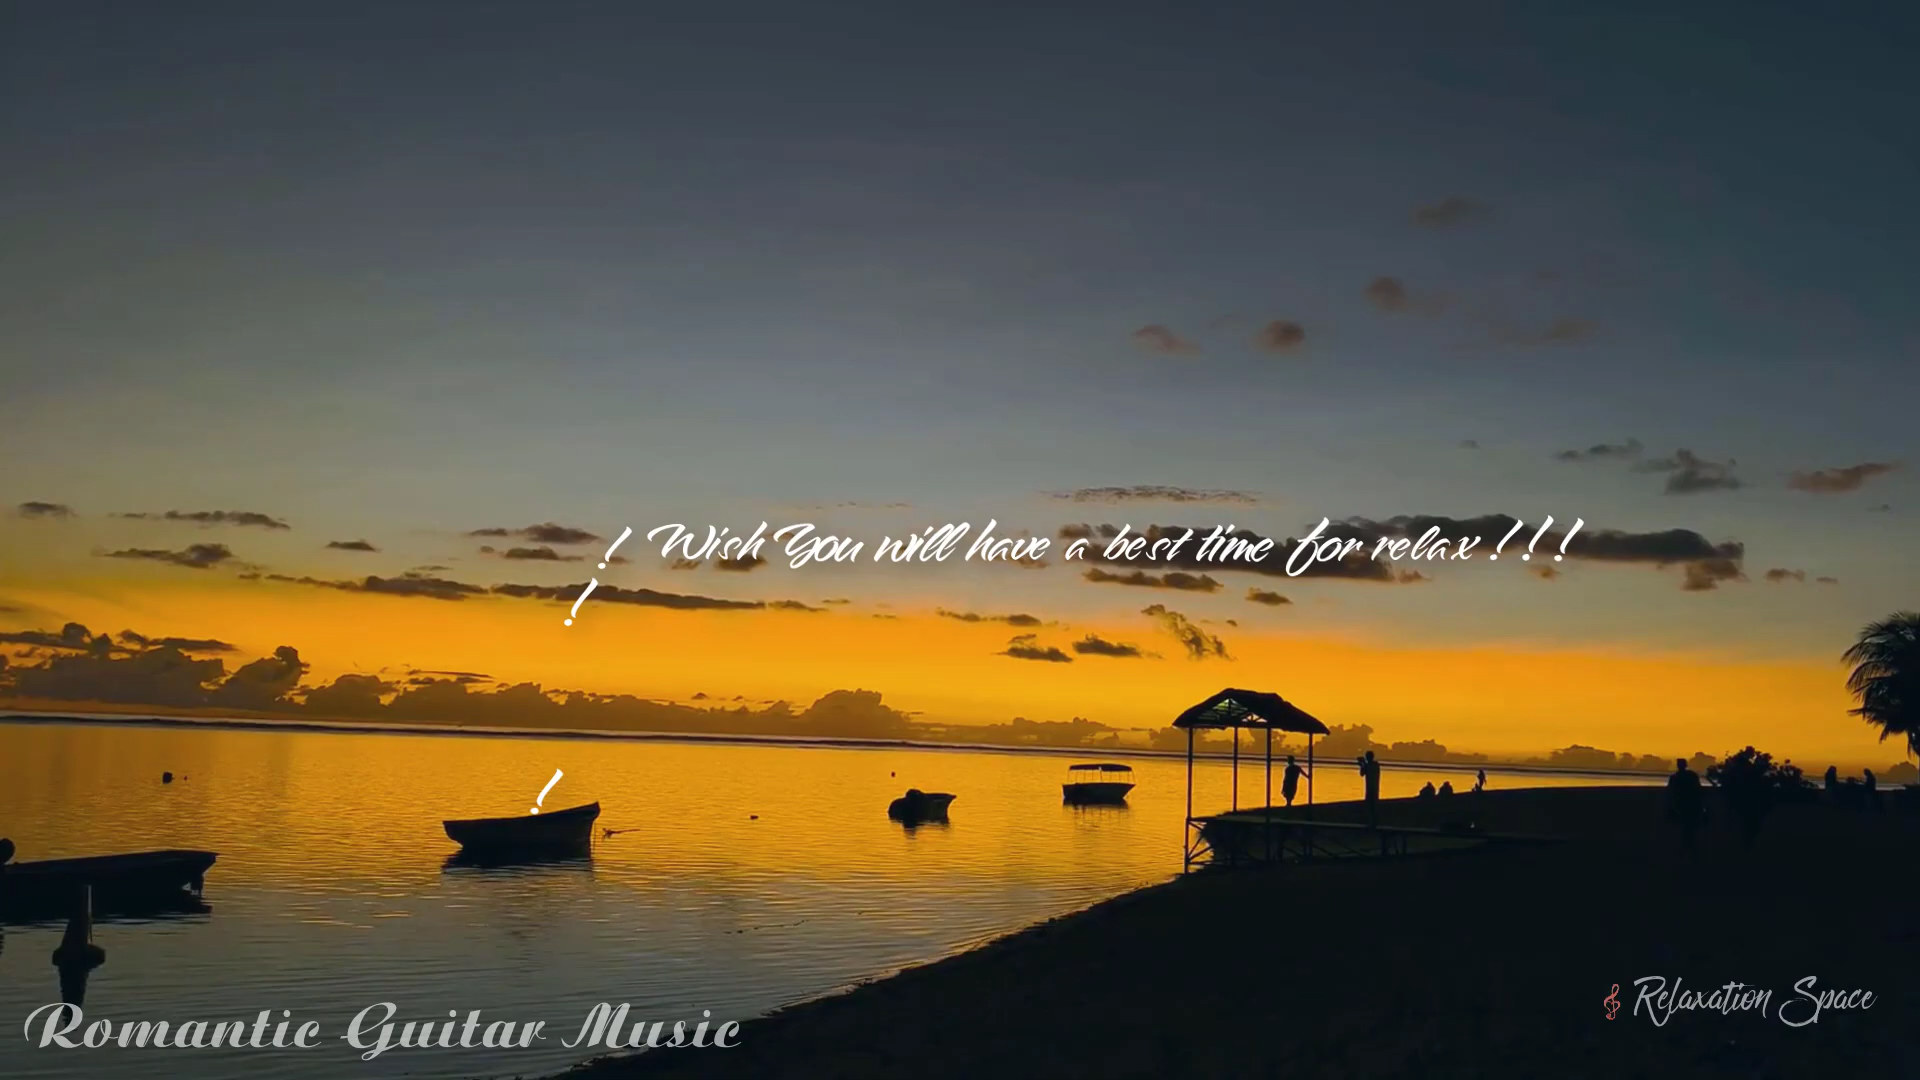 ! Wish You will have a best time for relax ! ! !
!
!
Romantic Guitar Music
Relaxation Space